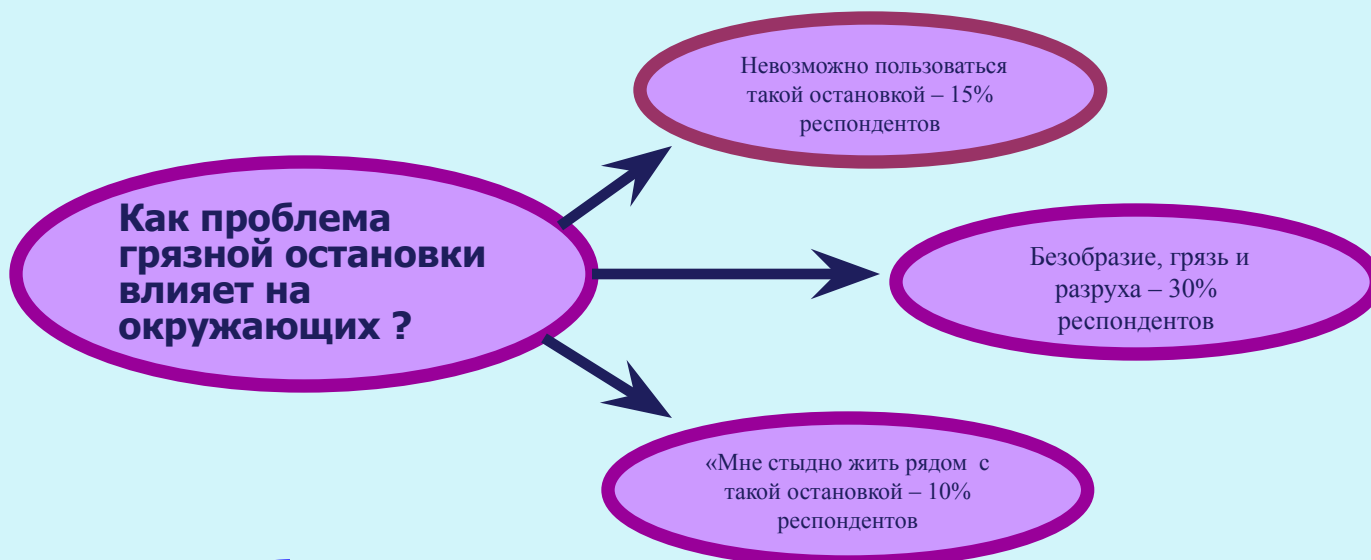 Невозможно пользоваться
такой остановкой – 15%
респондентов
Как проблема
грязной остановки
влияет на
окружающих ?
Безобразие, грязь и
разруха – 30%
респондентов
«Мне стыдно жить рядом  с
такой остановкой – 10%
респондентов